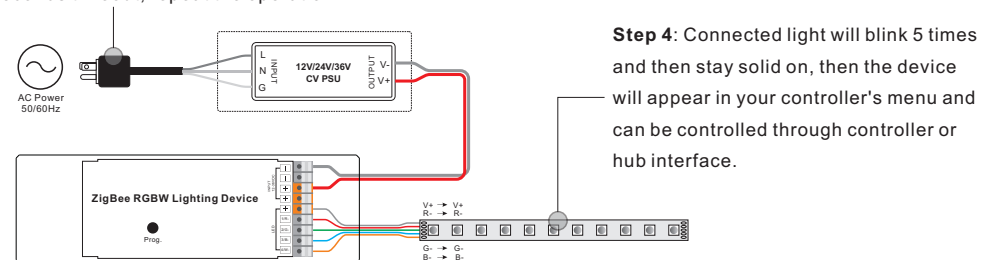 Step 4: Connected light will blink 5 times
and then stay solid on, then the device
will appear in your controller's menu and
can be controlled through controller or
hub interface.
AC Power
50/60Hz
L
N
G
INPUT
12V/24V/36V
CV PSU
OUTPUT
V-
V+
ZigBee RGBW Lighting Device
Prog.
INPUT
LED
V+ → V+
R- → R-
G- → G-
B- → B-